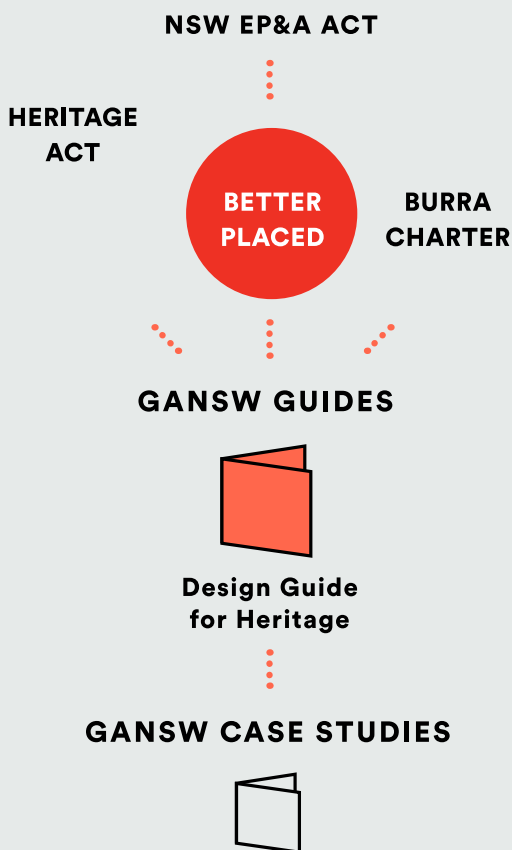 NSW EP&A ACT
HERITAGE
ACT
BETTER
PLACED
BURRA
CHARTER
GANSW GUIDES
Design Guide
for Heritage
GANSW CASE STUDIES